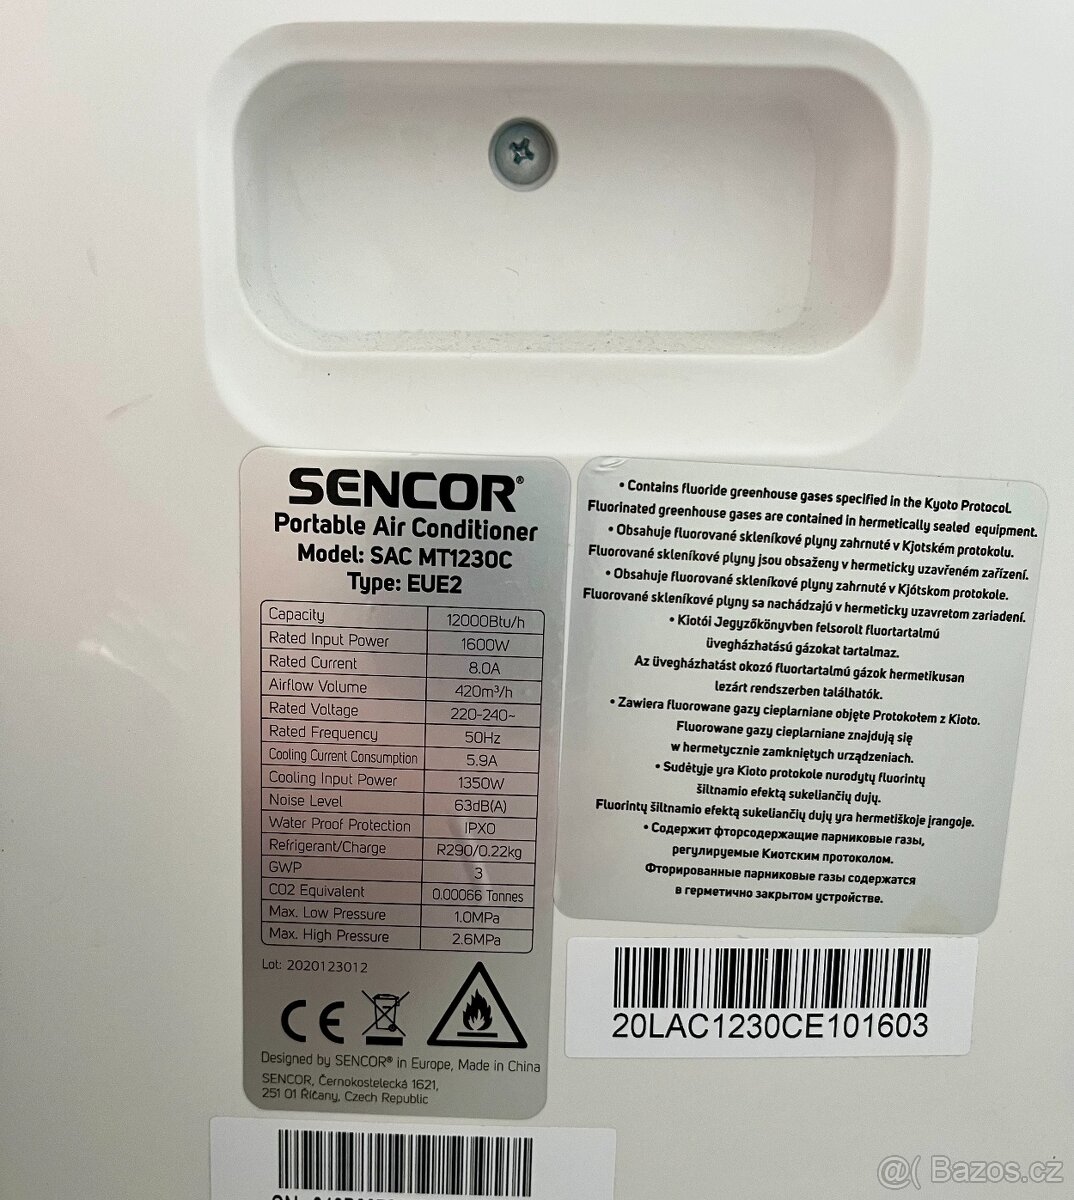 SENCOR®
Portable Air Conditioner
Model: SAC MT1230C
Type: EUE2
Capacity 12000Btu/h
Rated Input Power 1600W
Rated Current 8.0A
Airflow Volume 420m³/h
Rated Voltage 220-240~
Rated Frequency 50Hz
Cooling Current Consumption 5.9A
Cooling Input Power 1350W
Noise Level 63dB(A)
Water Proof Protection IPX0
Refrigerant/Charge R290/0.22kg
GWP 3
CO2 Equivalent 0.00066 Tonnes
Max. Low Pressure 1.0MPa
Max. High Pressure 2.6MPa
Lot: 2020123012
CE
Designed by SENCOR® in Europe, Made in China
SENCOR, Černokostelecká 1621,
251 01 Říčany, Czech Republic
• Contains fluoride greenhouse gases specified in the Kyoto Protocol.
Fluorinated greenhouse gases are contained in hermetically sealed equipment.
• Obsahuje fluorované skleníkové plyny zahrnuté v Kjótském protokolu.
Fluorované skleníkové plyny jsou obsaženy v hermeticky uzavřeném zařízení.
• Obsahuje fluorované skleníkové plyny zahrnuté v Kjótskom protokole.
Fluorované skleníkové plyny sa nachádzajú v hermeticky uzavretom zariadení.
• Kiotói Jegyzőkönyvben felsorolt fluortartalmú
üvegházhatású gázokat tartalmaz.
Az üvegházhatást okozó fluortartalmú gázok hermetikusan
lezárt rendszerben találhatók.
• Zawiera fluorowane gazy cieplarniane objęte Protokołem z Kioto.
Fluorowane gazy cieplarniane znajdują się
w hermetycznie zamkniętych urządzeniach.
• Sudėtyje yra Kioto protokole nurodytų fluorintų
šiltnamio efektą sukeliančių dujų.
Fluorintų šiltnamio efektą sukeliančių dujų yra hermetiškoje įrangoje.
• Содержит фторсодержащие парниковые газы,
регулируемые Киотским протоколом.
Фторированные парниковые газы содержатся
в герметично закрытом устройстве.
20LAC1230CE101603
@( Bazos.cz